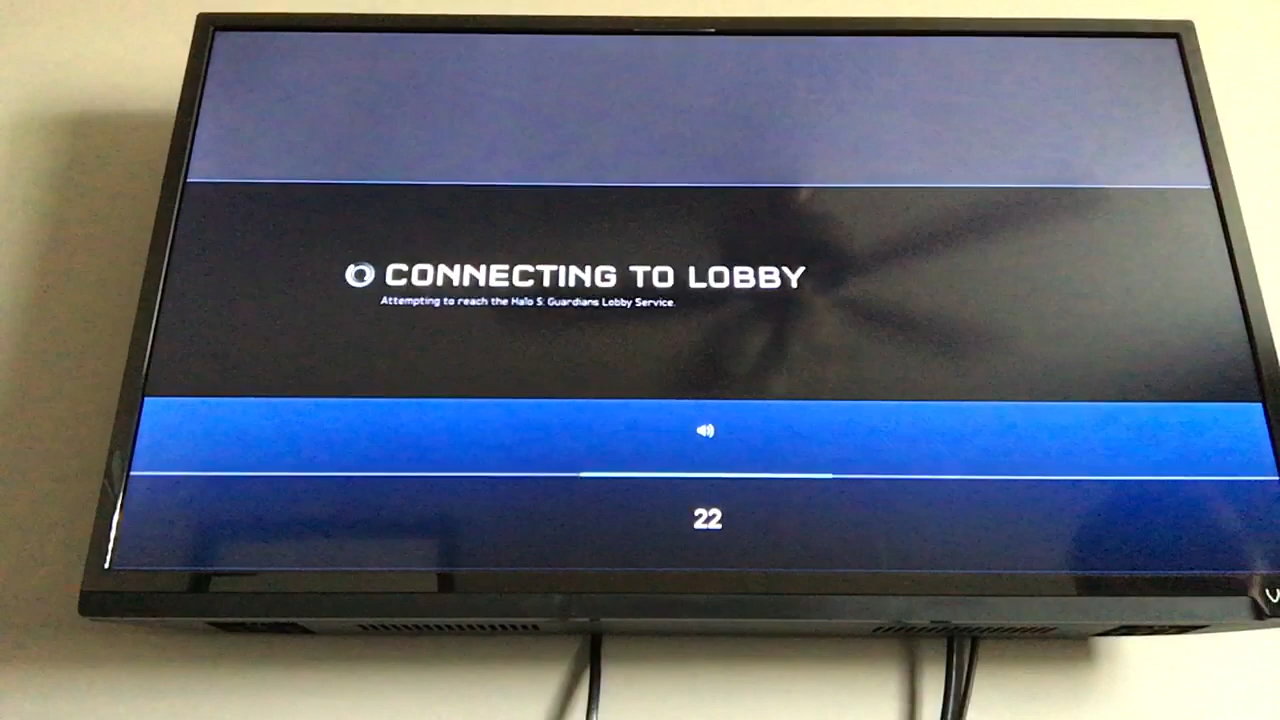 CONNECTING TO LOBBY
Attempting to reach the Halo 5: Guardians Lobby Service.
22